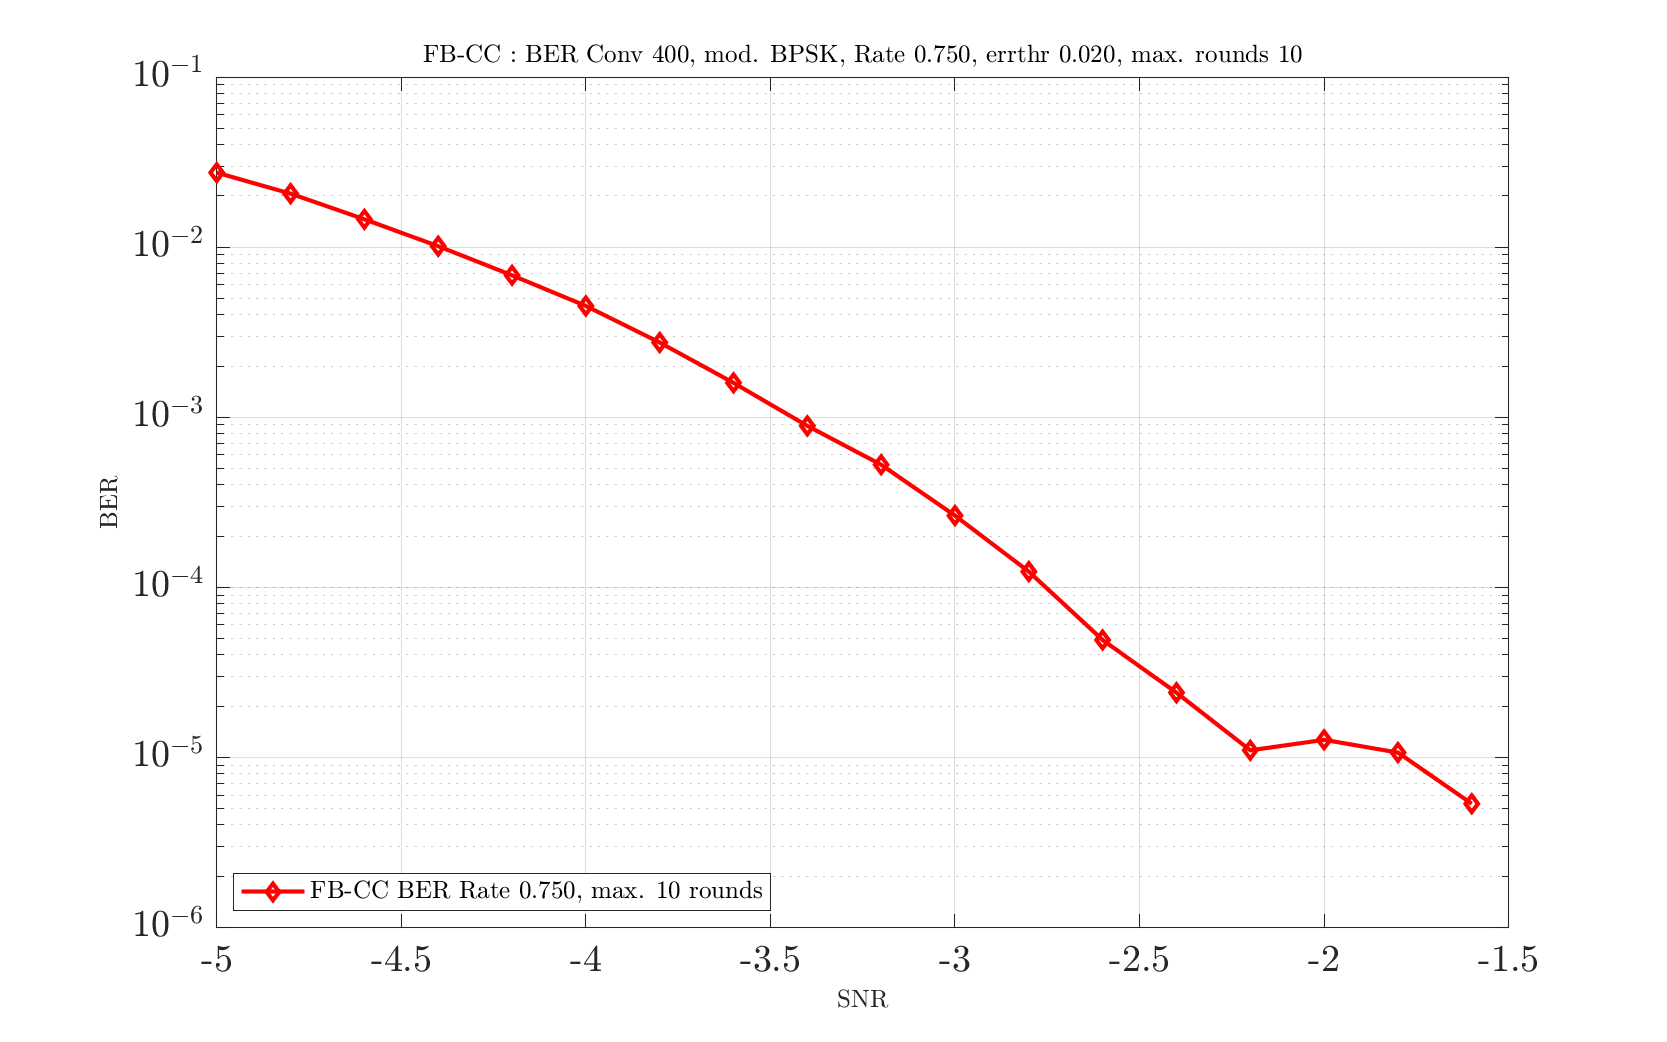 FB-CC : BER Conv 400, mod. BPSK, Rate 0.750, errthr 0.020, max. rounds 10
10^{-1}
10^{-2}
10^{-3}
10^{-4}
10^{-5}
10^{-6}
BER
FB-CC BER Rate 0.750, max. 10 rounds
-5 -4.5 -4 -3.5 -3 -2.5 -2 -1.5
SNR